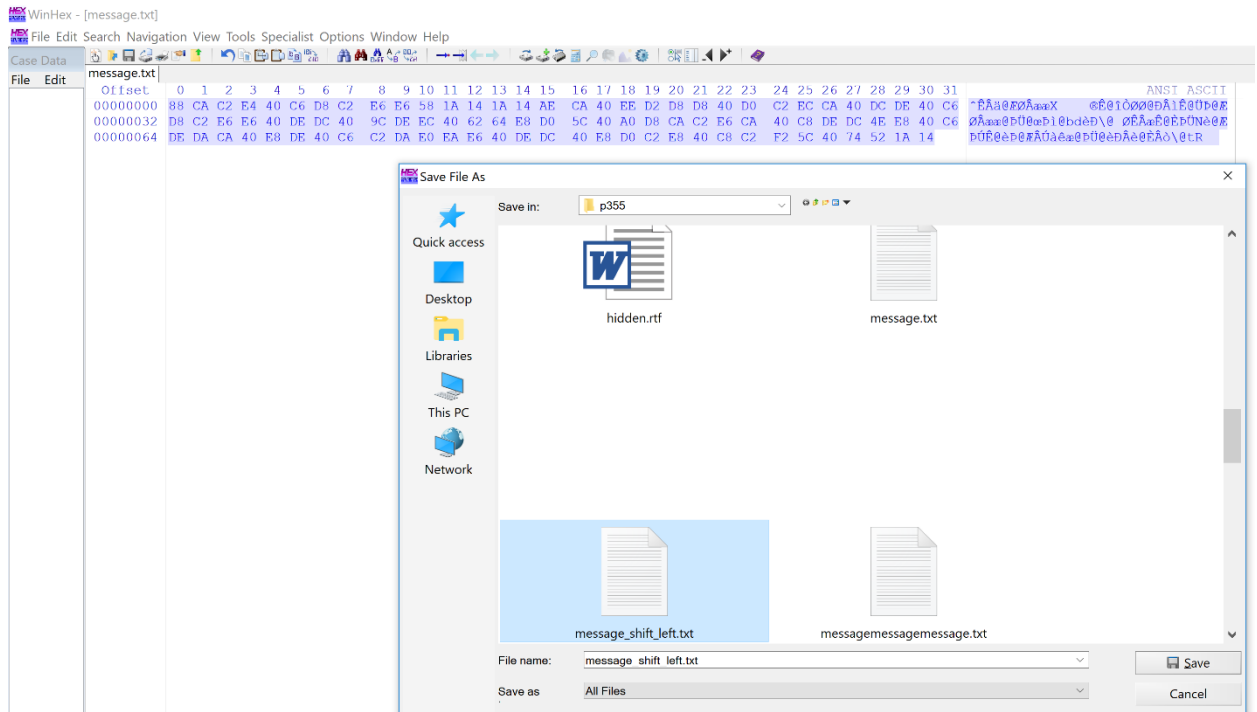 WinHex - [message.txt]
File Edit Search Navigation View Tools Specialist Options Window Help
Case Data
File Edit
message.txt
Offset 0 1 2 3 4 5 6 7 8 9 10 11 12 13 14 15 16 17 18 19 20 21 22 23 24 25 26 27 28 29 30 31 ANSI ASCII
00000000 88 CA C2 E4 40 C6 D8 C2 E6 E6 58 1A 14 1A 14 AE CA 40 EE D2 D8 D8 40 D0 C2 EC CA 40 DC DE 40 C6
00000032 D8 C2 E6 E6 40 DE DC 40 9C DE EC 40 62 64 E8 D0 5C 40 A0 D8 CA C2 E6 CA 40 C8 DE DC 4E E8 40 C6
00000064 DE DA CA 40 E8 DE 40 C6 C2 DA E0 EA E6 40 DE DC 40 E8 D0 C2 E8 40 C8 C2 F2 5C 40 74 52 1A 14
Save File As
Save in:
p355
Quick access
Desktop
Libraries
This PC
Network
hidden.rtf
message.txt
message_shift_left.txt
messagemessagemessage.txt
File name:
message_shift_left.txt
Save
Save as
All Files
Cancel